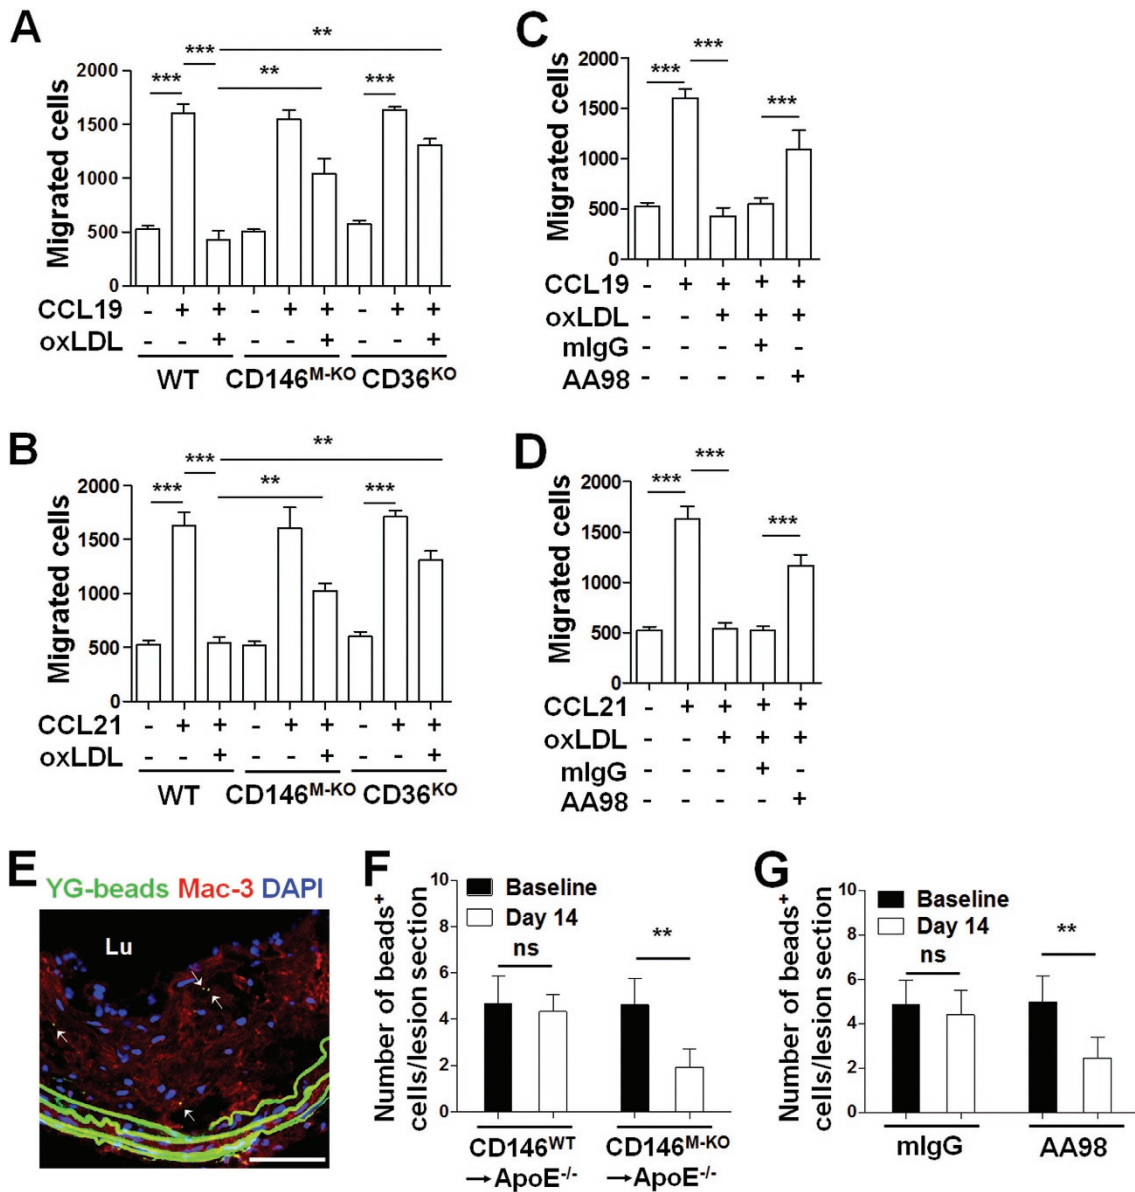 A
** 
*** ***
**
***
2000
1500
1000
500
0
Migrated cells
CCL19 - + + - + + - + +
oxLDL - - + - - + - - +
WT CD146M-KO CD36KO
B
**
***
*** ** ***
2000
1500
1000
500
0
Migrated cells
CCL21 - + + - + + - + +
oxLDL - - + - - + - - +
WT CD146M-KO CD36KO
C
***
*** ***
2000
1500
1000
500
0
Migrated cells
CCL19 - + + + +
oxLDL - - + + +
mIgG - - - + -
AA98 - - - - +
D
***
*** ***
2000
1500
1000
500
0
Migrated cells
CCL21 - + + + +
oxLDL - - + + +
mIgG - - - + -
AA98 - - - - +
E
YG-beads Mac-3 DAPI
Lu
F
Baseline
Day 14
ns **
10
8
6
4
2
0
Number of beads+
cells/lesion section
CD146WT CD146M-KO
→ApoE-/- →ApoE-/-
G
Baseline
Day 14
ns **
10
8
6
4
2
0
Number of beads+
cells/lesion section
mIgG AA98